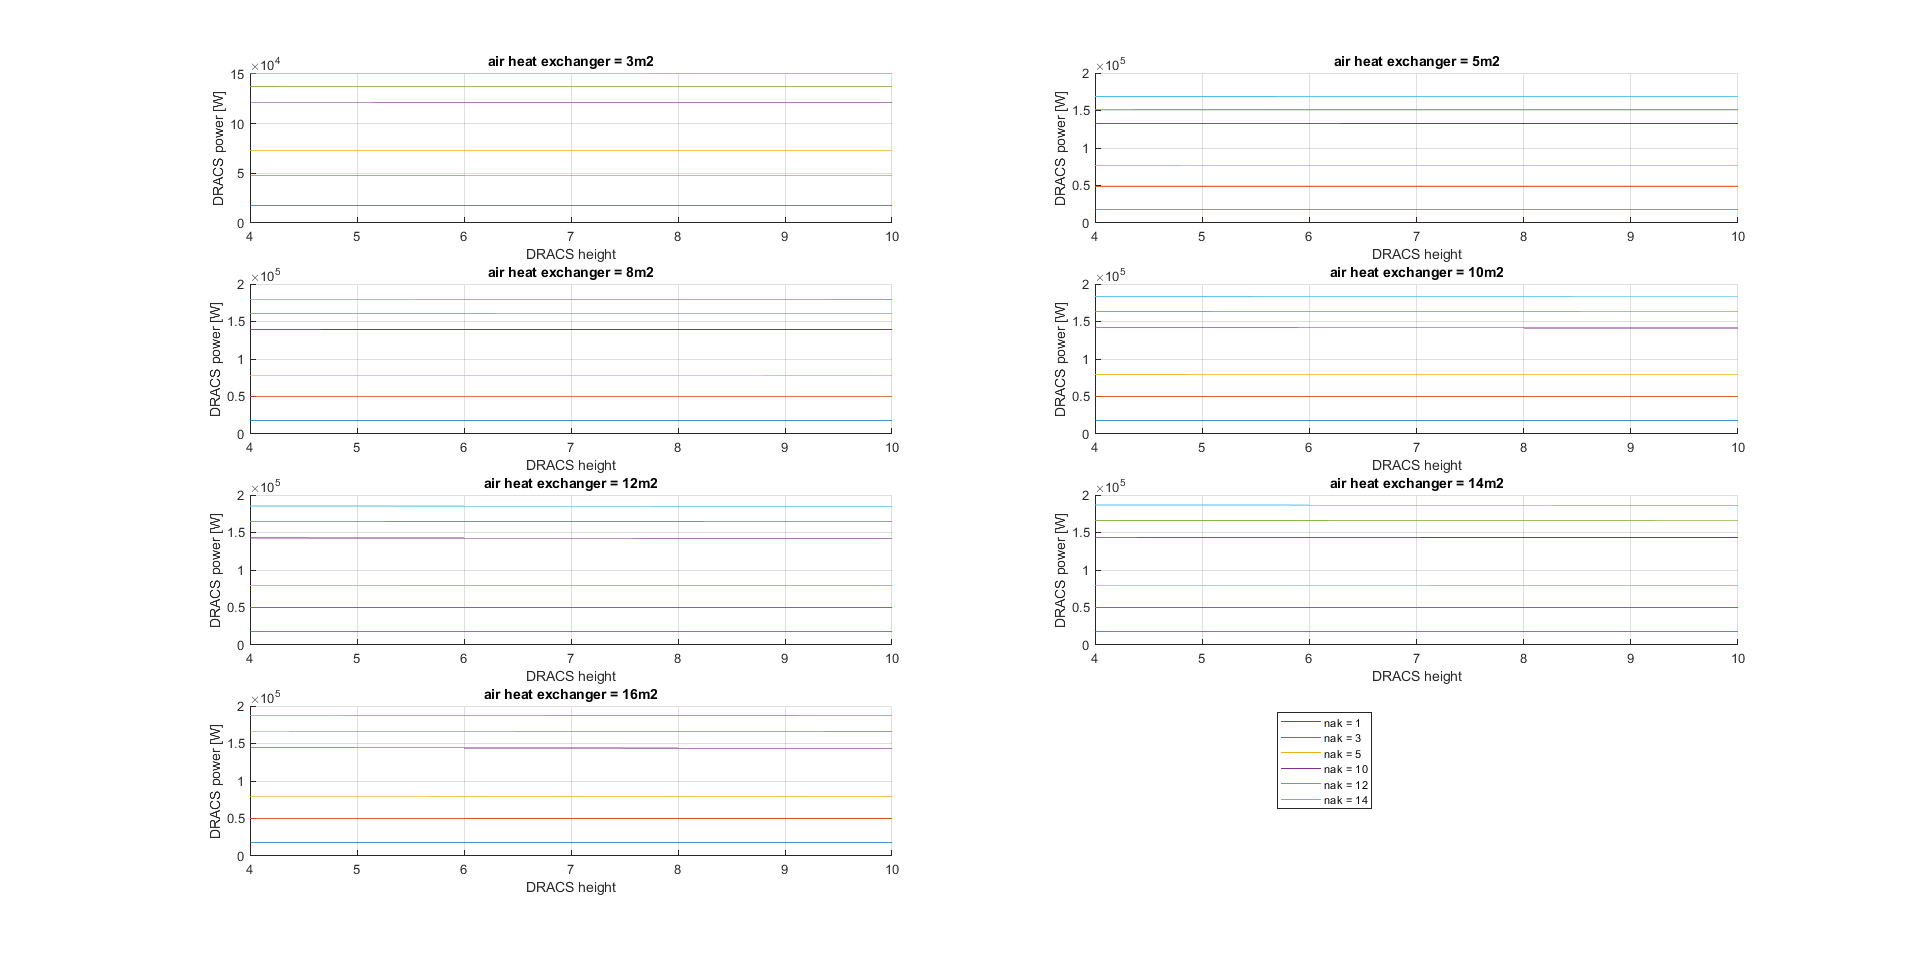 air heat exchanger = 3m2
×10^4
15
10
5
0
DRACS power [W]
4 5 6 7 8 9 10
DRACS height
air heat exchanger = 5m2
×10^5
2
1.5
1
0.5
0
DRACS power [W]
4 5 6 7 8 9 10
DRACS height
air heat exchanger = 8m2
×10^5
2
1.5
1
0.5
0
DRACS power [W]
4 5 6 7 8 9 10
DRACS height
air heat exchanger = 10m2
×10^5
2
1.5
1
0.5
0
DRACS power [W]
4 5 6 7 8 9 10
DRACS height
air heat exchanger = 12m2
×10^5
2
1.5
1
0.5
0
DRACS power [W]
4 5 6 7 8 9 10
DRACS height
air heat exchanger = 14m2
×10^5
2
1.5
1
0.5
0
DRACS power [W]
4 5 6 7 8 9 10
DRACS height
air heat exchanger = 16m2
×10^5
2
1.5
1
0.5
0
DRACS power [W]
4 5 6 7 8 9 10
DRACS height
nak = 1
nak = 3
nak = 5
nak = 10
nak = 12
nak = 14